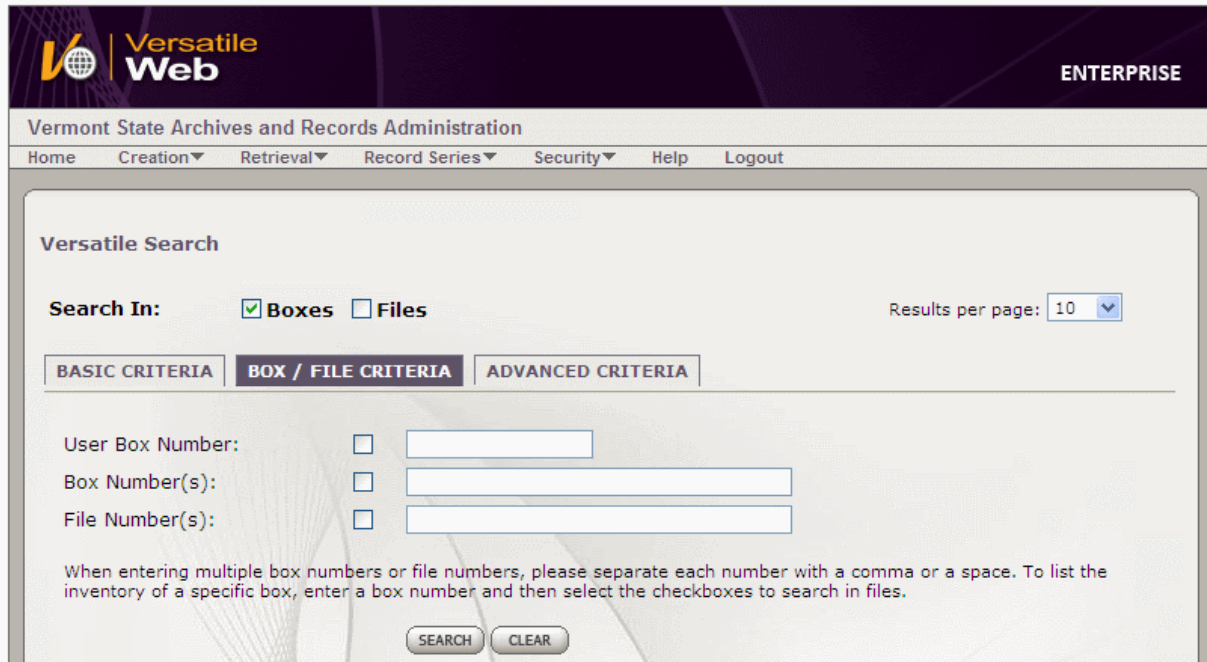 Versatile
Web
ENTERPRISE
Vermont State Archives and Records Administration
Home Creation Retrieval Record Series Security Help Logout
Versatile Search
Search In: Boxes Files Results per page: 10
BASIC CRITERIA BOX / FILE CRITERIA ADVANCED CRITERIA
User Box Number:
Box Number(s):
File Number(s):
When entering multiple box numbers or file numbers, please separate each number with a comma or a space. To list the
inventory of a specific box, enter a box number and then select the checkboxes to search in files.
SEARCH CLEAR